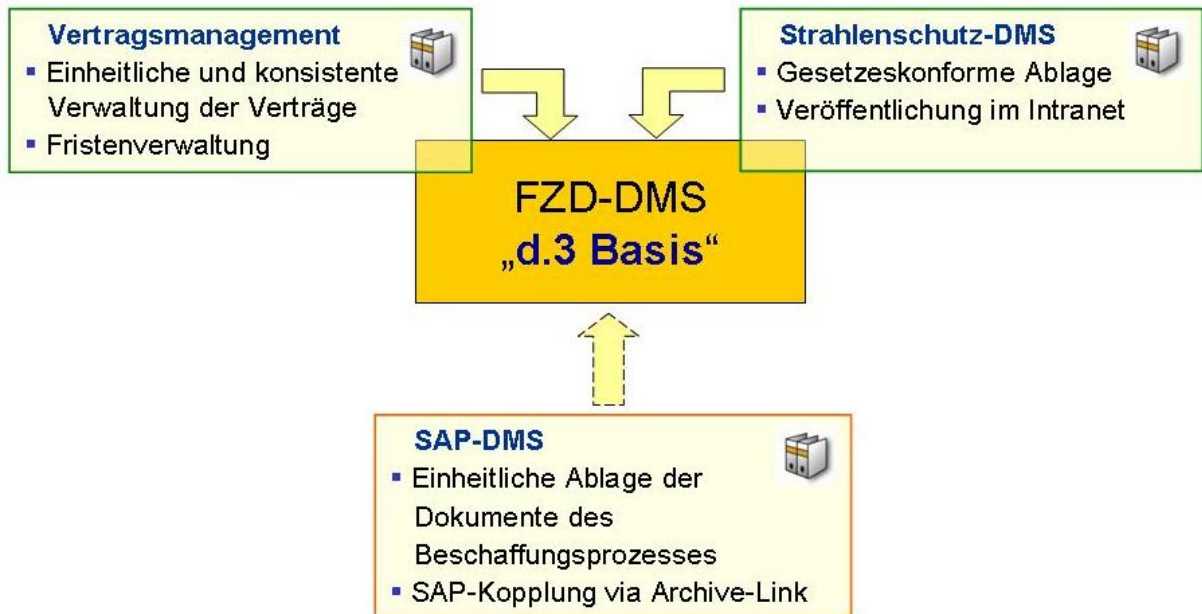 Vertragsmanagement
▪ Einheitliche und konsistente
Verwaltung der Verträge
▪ Fristenverwaltung
Strahlenschutz-DMS
▪ Gesetzeskonforme Ablage
▪ Veröffentlichung im Intranet
FZD-DMS
„d.3 Basis“
SAP-DMS
▪ Einheitliche Ablage der
Dokumente des
Beschaffungsprozesses
▪ SAP-Kopplung via Archive-Link